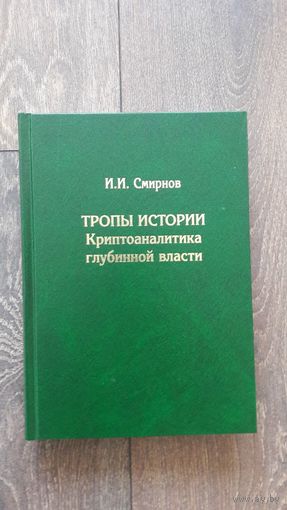 И.И. Смирнов
ТРОПЫ ИСТОРИИ
Криптоаналитика
глубинной власти